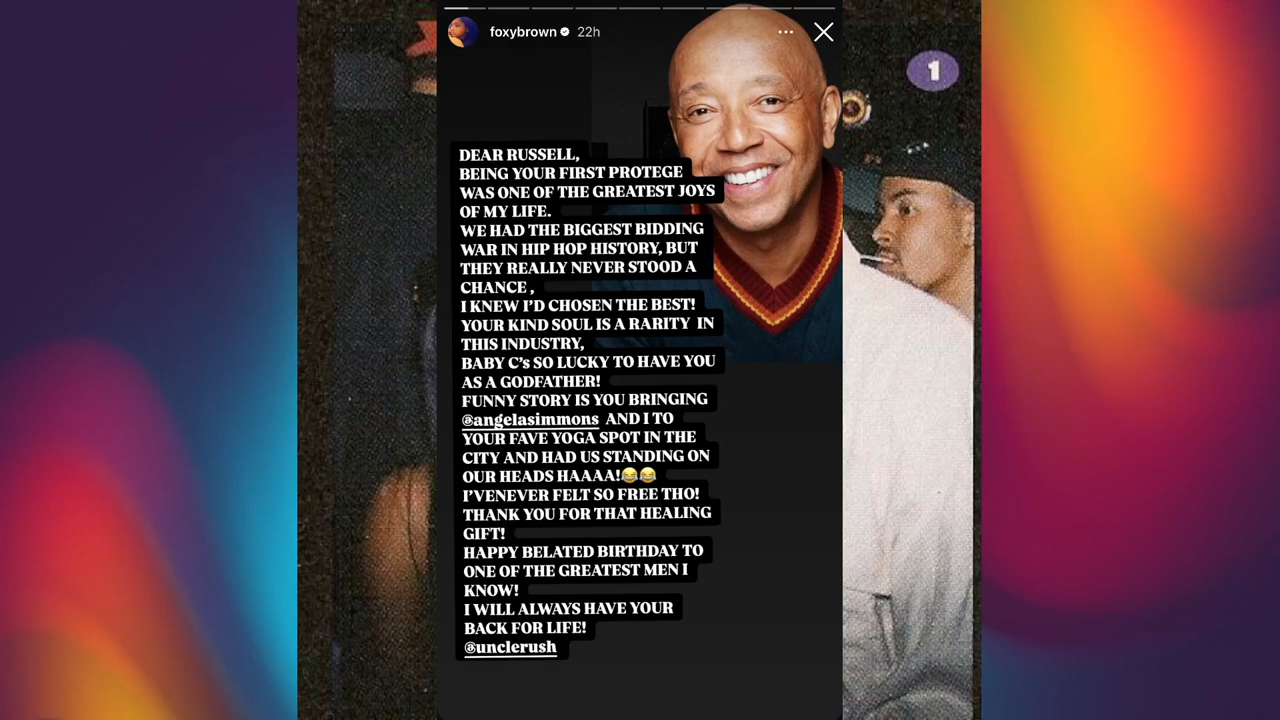 foxybrown 22h
1
DEAR RUSSELL,
BEING YOUR FIRST PROTEGE
WAS ONE OF THE GREATEST JOYS
OF MY LIFE.
WE HAD THE BIGGEST BIDDING
WAR IN HIP HOP HISTORY, BUT
THEY REALLY NEVER STOOD A
CHANCE ,
I KNEW I'D CHOSEN THE BEST!
YOUR KIND SOUL IS A RARITY IN
THIS INDUSTRY,
BABY C's SO LUCKY TO HAVE YOU
AS A GODFATHER!
FUNNY STORY IS YOU BRINGING
@angelasimmons AND I TO
YOUR FAVE YOGA SPOT IN THE
CITY AND HAD US STANDING ON
OUR HEADS HAAAA!😂😂
I'VENEVER FELT SO FREE THO!
THANK YOU FOR THAT HEALING
GIFT!
HAPPY BELATED BIRTHDAY TO
ONE OF THE GREATEST MEN I
KNOW!
I WILL ALWAYS HAVE YOUR
BACK FOR LIFE!
@unclerush